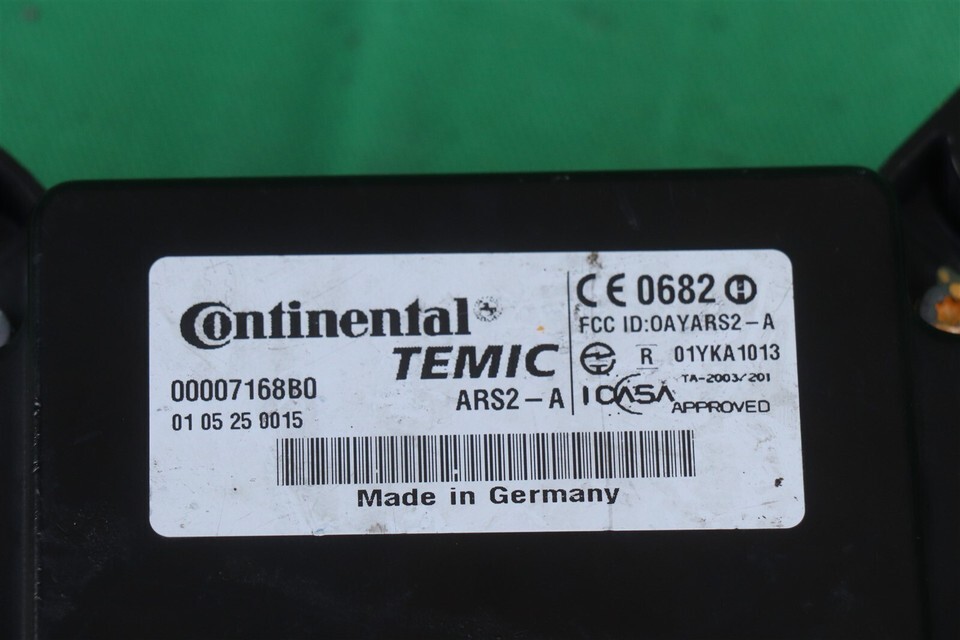 Continental
TEMIC
00007168B0
ARS2-A
01 05 25 0015
CE 0682
FCC ID:OAYARS2-A
R 01YKA1013
TA-2003/201
ICASA APPROVED
Made in Germany